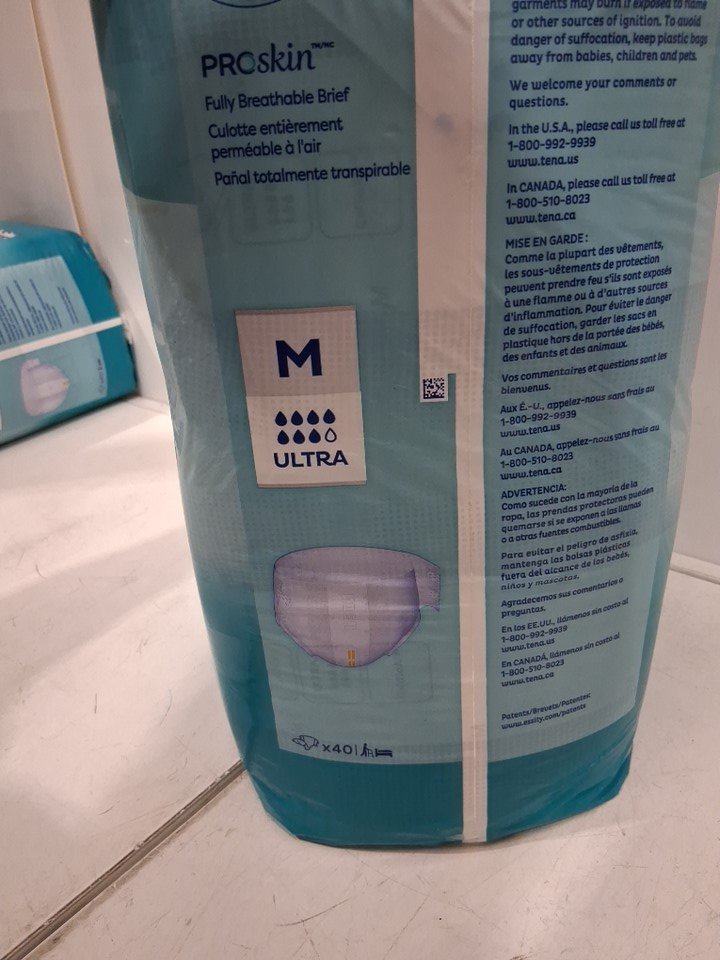 PROskin™/MC
Fully Breathable Brief
Culotte entièrement
perméable à l'air
Pañal totalmente transpirable
M
ULTRA
x40
garments may burn if exposed to flame
or other sources of ignition. To avoid
danger of suffocation, keep plastic bags
away from babies, children and pets.
We welcome your comments or
questions.
In the U.S.A., please call us toll free at
1-800-992-9939
www.tena.us
In CANADA, please call us toll free at
1-800-510-8023
www.tena.ca
MISE EN GARDE :
Comme la plupart des vêtements,
les sous-vêtements de protection
peuvent prendre feu s'ils sont exposés
à une flamme ou à d'autres sources
d'inflammation. Pour éviter le danger
de suffocation, garder les sacs en
plastique hors de la portée des bébés,
des enfants et des animaux.
Vos commentaires et questions sont les
bienvenus.
Aux É.-U., appelez-nous sans frais au
1-800-992-9939
www.tena.us
Au CANADA, appelez-nous sans frais au
1-800-510-8023
www.tena.ca
ADVERTENCIA:
Como sucede con la mayoría de la
ropa, las prendas protectoras pueden
quemarse si se exponen a las llamas
o a otras fuentes combustibles.
Para evitar el peligro de asfixia,
mantenga las bolsas plásticas
fuera del alcance de los bebés,
niños y mascotas.
Agradecemos sus comentarios o
preguntas.
En los EE.UU., llámenos sin costo al
1-800-992-9939
www.tena.us
En CANADÁ, llámenos sin costo al
1-800-510-8023
www.tena.ca
Patents/Brevets/Patentes:
www.essity.com/patents